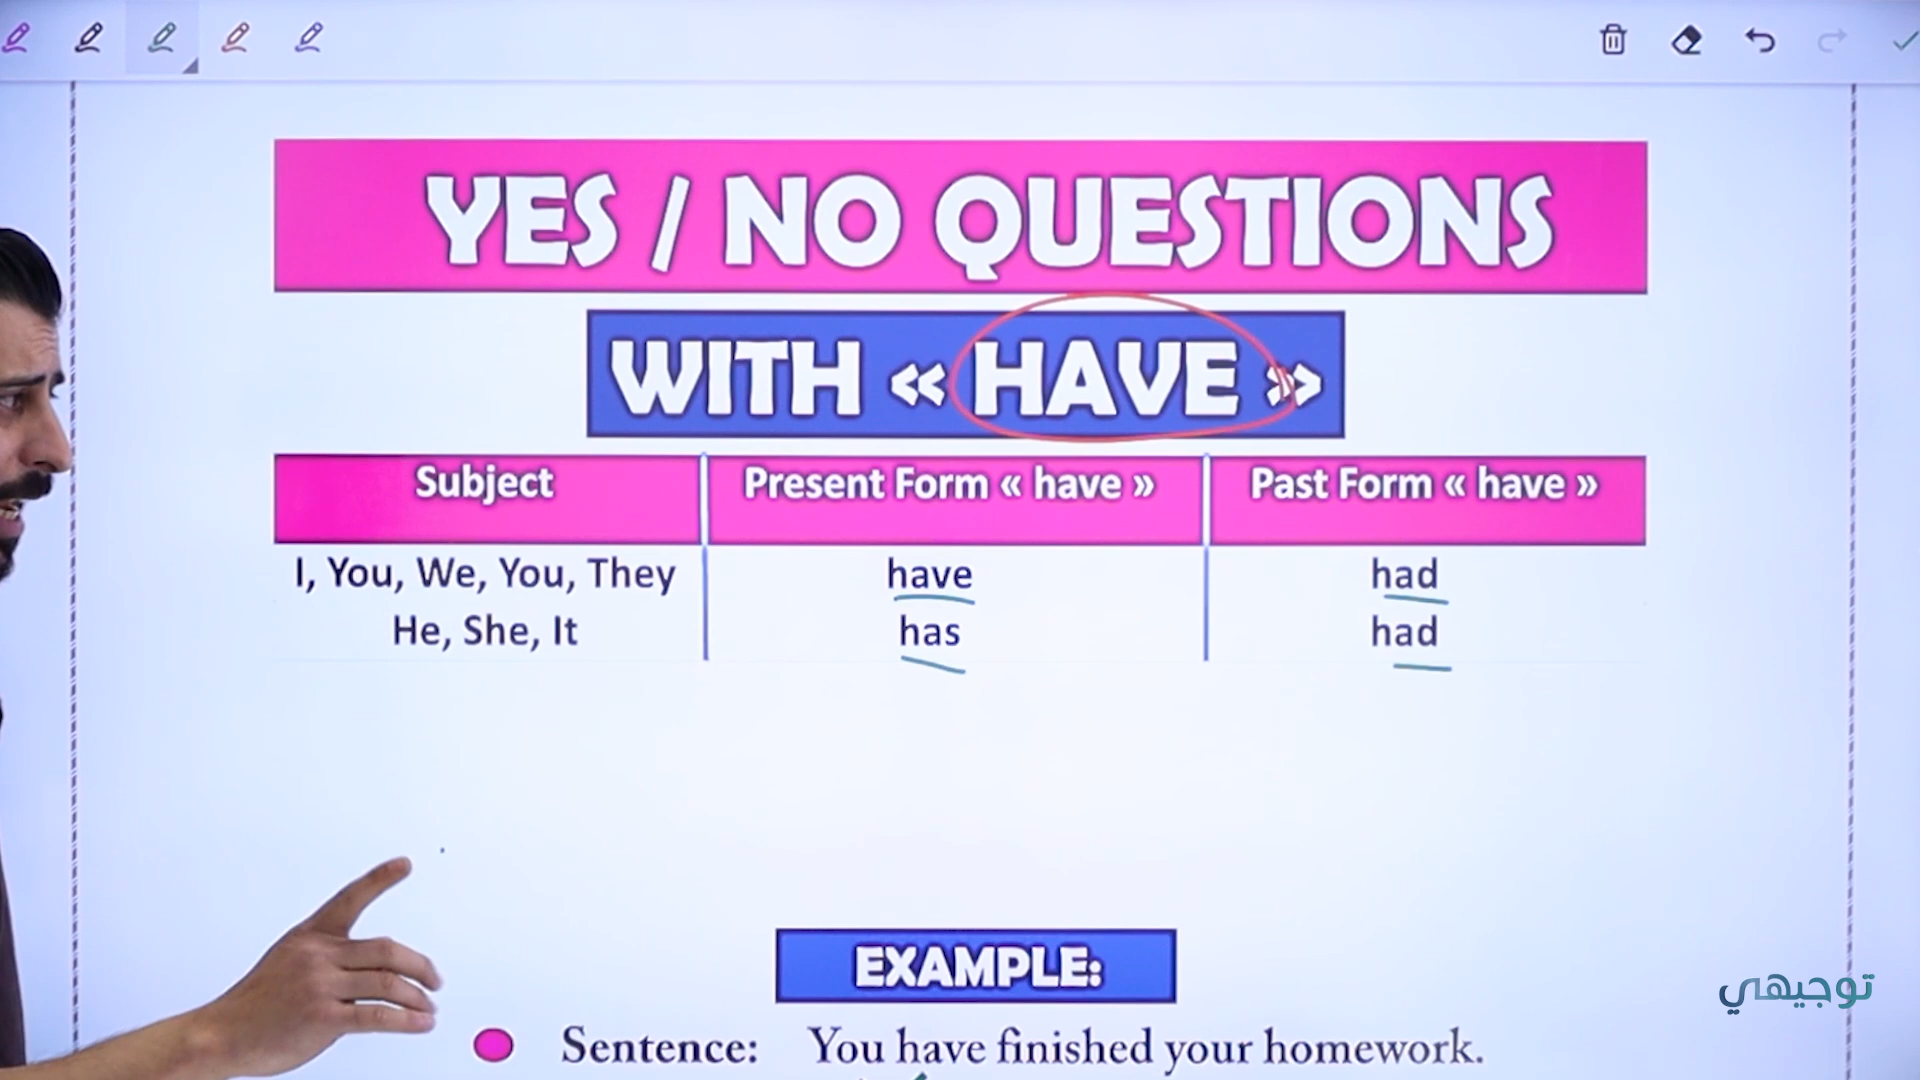 YES / NO QUESTIONS
WITH « HAVE »
Subject Present Form « have » Past Form « have »
I, You, We, You, They have had
He, She, It has had
EXAMPLE:
توجيهي
Sentence: You have finished your homework.